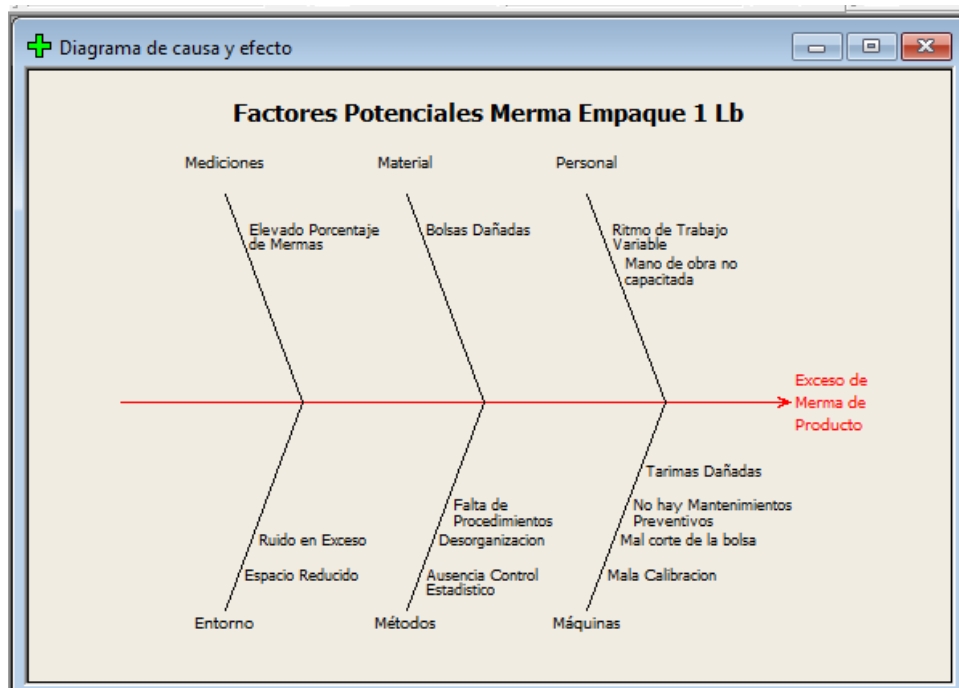 Diagrama de causa y efecto
Factores Potenciales Merma Empaque 1 Lb
Mediciones
Material
Personal
Elevado Porcentaje
de Mermas
Bolsas Dañadas
Ritmo de Trabajo
Variable
Mano de obra no
capacitada
Exceso de
Merma de
Producto
Tarimas Dañadas
Falta de
Procedimientos
No hay Mantenimientos
Preventivos
Ruido en Exceso
Desorganizacion
Mal corte de la bolsa
Espacio Reducido
Ausencia Control
Estadistico
Mala Calibracion
Entorno
Métodos
Máquinas